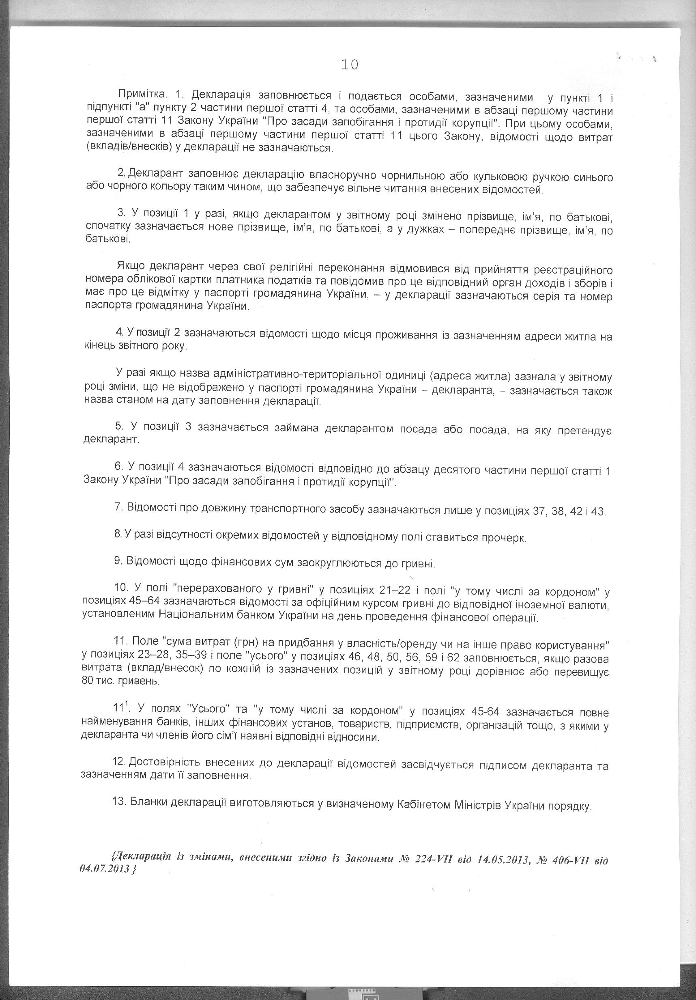 10
Примітка. 1. Декларація заповнюється і подається особами, зазначеними у пункті 1 і
підпункті "а" пункту 2 частини першої статті 4, та особами, зазначеними в абзаці першому частини
першої статті 11 Закону України "Про засади запобігання і протидії корупції". При цьому особами,
зазначеними в абзаці першому частини першої статті 11 цього Закону, відомості щодо витрат
(вкладів/внесків) у декларації не зазначаються.
2. Декларант заповнює декларацію власноручно чорнильною або кульковою ручкою синього
або чорного кольору таким чином, що забезпечує вільне читання внесених відомостей.
3. У позиції 1 у разі, якщо декларантом у звітному році змінено прізвище, ім'я, по батькові,
спочатку зазначається нове прізвище, ім'я, по батькові, а у дужках – попереднє прізвище, ім'я, по
батькові.
Якщо декларант через свої релігійні переконання відмовився від прийняття реєстраційного
номера облікової картки платника податків та повідомив про це відповідний орган доходів і зборів і
має про це відмітку у паспорті громадянина України, – у декларації зазначаються серія та номер
паспорта громадянина України.
4. У позиції 2 зазначаються відомості щодо місця проживання із зазначенням адреси житла на
кінець звітного року.
У разі якщо назва адміністративно-територіальної одиниці (адреса житла) зазнала у звітному
році зміни, що не відображено у паспорті громадянина України – декларанта, – зазначається також
назва станом на дату заповнення декларації.
5. У позиції 3 зазначається займана декларантом посада або посада, на яку претендує
декларант.
6. У позиції 4 зазначаються відомості відповідно до абзацу десятого частини першої статті 1
Закону України "Про засади запобігання і протидії корупції".
7. Відомості про довжину транспортного засобу зазначаються лише у позиціях 37, 38, 42 і 43.
8. У разі відсутності окремих відомостей у відповідному полі ставиться прочерк.
9. Відомості щодо фінансових сум заокруглюються до гривні.
10. У полі "перерахованого у гривні" у позиціях 21–22 і полі "у тому числі за кордоном" у
позиціях 45–64 зазначаються відомості за офіційним курсом гривні до відповідної іноземної валюти,
установленим Національним банком України на день проведення фінансової операції.
11. Поле "сума витрат (грн) на придбання у власність/оренду чи на інше право користування"
у позиціях 23–28, 35–39 і поле "усього" у позиціях 46, 48, 50, 56, 59 і 62 заповнюється, якщо разова
витрата (вклад/внесок) по кожній із зазначених позицій у звітному році дорівнює або перевищує
80 тис. гривень.
11¹. У полях "Усього" та "у тому числі за кордоном" у позиціях 45-64 зазначається повне
найменування банків, інших фінансових установ, товариств, підприємств, організацій тощо, з якими у
декларанта чи членів його сім'ї наявні відповідні відносини.
12. Достовірність внесених до декларації відомостей засвідчується підписом декларанта та
зазначенням дати її заповнення.
13. Бланки декларації виготовляються у визначеному Кабінетом Міністрів України порядку.
{Декларація із змінами, внесеними згідно із Законами № 224-VII від 14.05.2013, № 406-VII від
04.07.2013 }